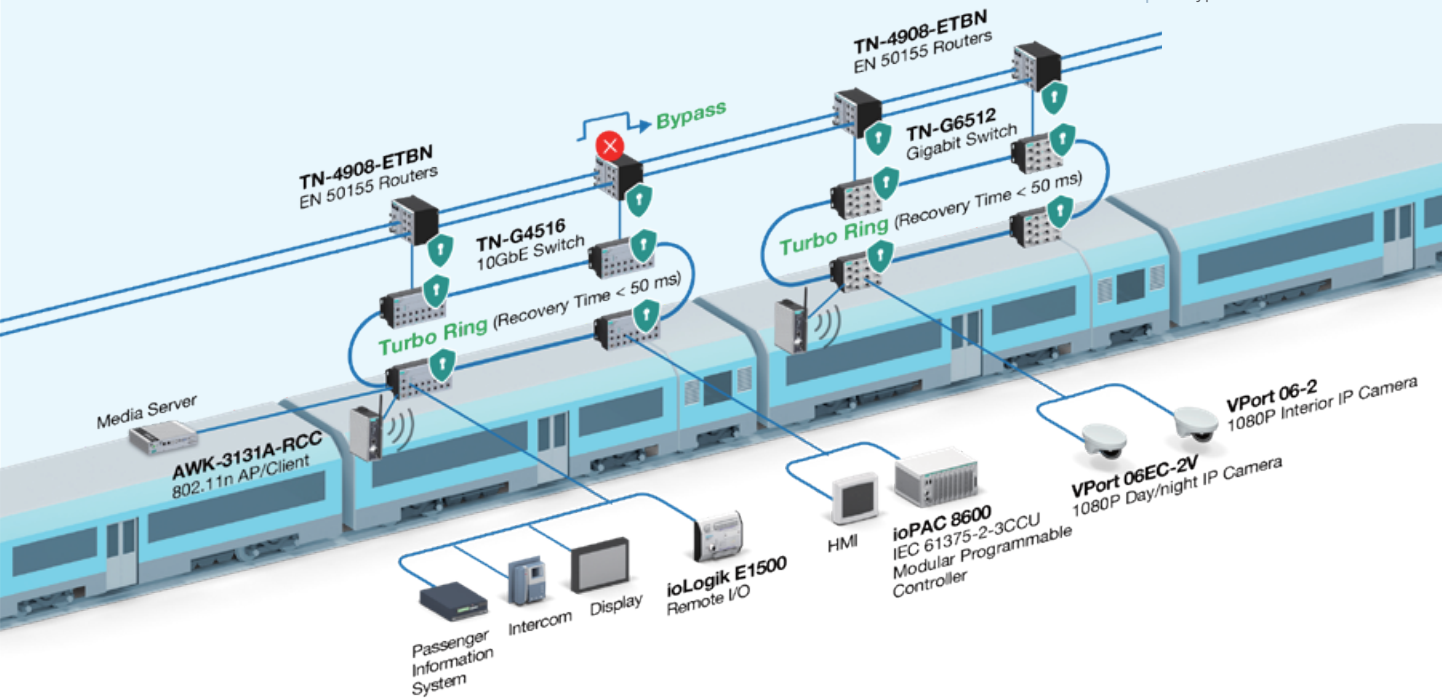 TN-4908-ETBN
EN 50155 Routers
Bypass
TN-4908-ETBN
EN 50155 Routers
TN-G6512
Gigabit Switch
TN-G4516
10GbE Switch
Turbo Ring (Recovery Time < 50 ms)
Turbo Ring (Recovery Time < 50 ms)
Media Server
AWK-3131A-RCC
802.11n AP/Client
VPort 06-2
1080P Interior IP Camera
VPort 06EC-2V
1080P Day/night IP Camera
HMI
ioPAC 8600
IEC 61375-2-3CCU
Modular Programmable
Controller
ioLogik E1500
Remote I/O
Display
Intercom
Passenger
Information
System